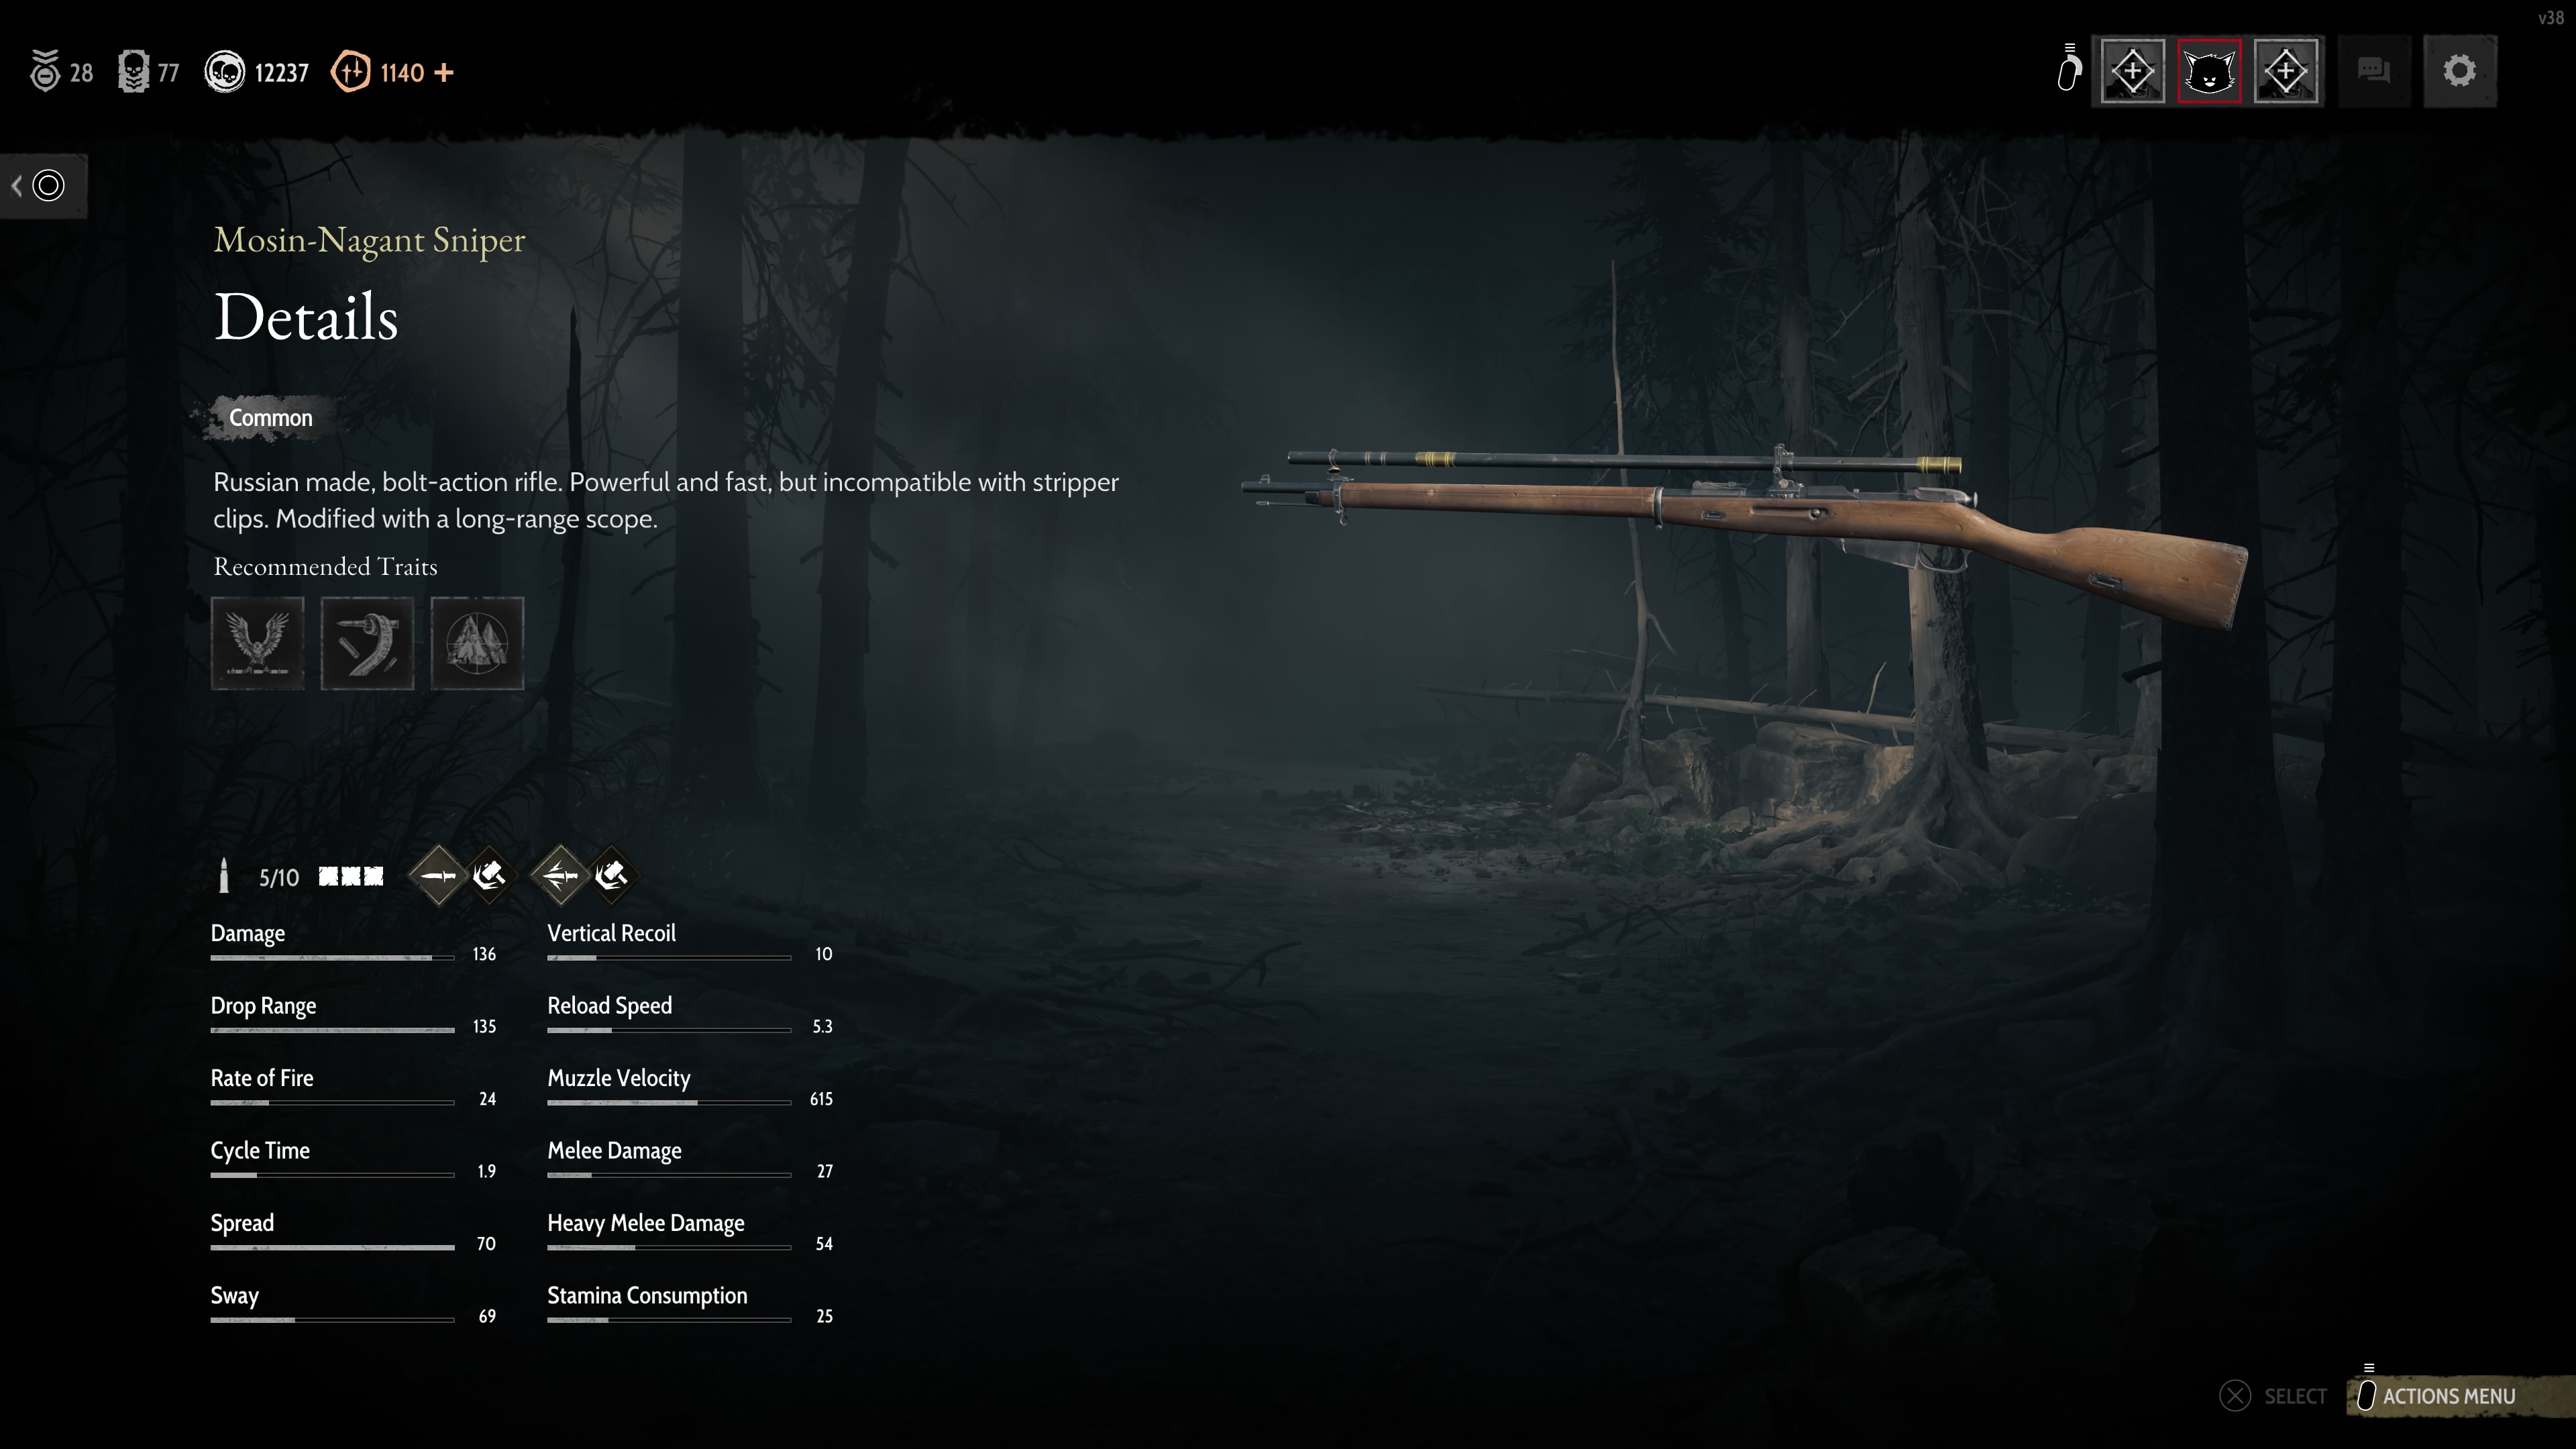 v38
28
77
12237
1140 +
Mosin-Nagant Sniper
Details
Common
Russian made, bolt-action rifle. Powerful and fast, but incompatible with stripper
clips. Modified with a long-range scope.
Recommended Traits
5/10
Damage
136
Vertical Recoil
10
Drop Range
135
Reload Speed
5.3
Rate of Fire
24
Muzzle Velocity
615
Cycle Time
1.9
Melee Damage
27
Spread
70
Heavy Melee Damage
54
Sway
69
Stamina Consumption
25
SELECT
ACTIONS MENU